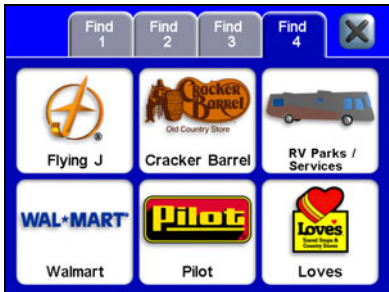 Find 1
Find 2
Find 3
Find 4
Cracker
Barrel
Old Country Store
Flying J
Cracker Barrel
RV Parks /
Services
WAL★MART®
Pilot
Love's
Travel Stops &
Country Stores
Walmart
Pilot
Loves